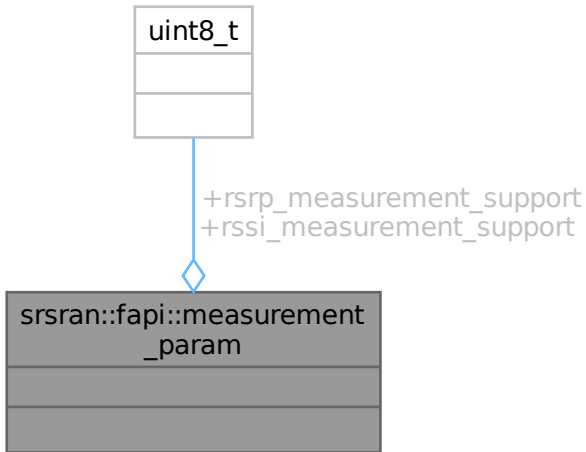 uint8_t
+rsrp_measurement_support
+rssi_measurement_support
srsran::fapi::measurement
_param